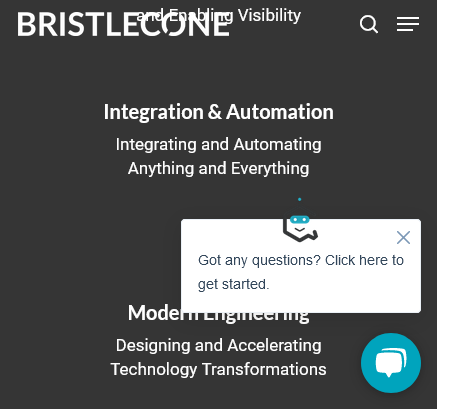 and Enabling Visibility
BRISTLECONE
Integration & Automation
Integrating and Automating
Anything and Everything
Got any questions? Click here to
get started.
Modern Engineering
Designing and Accelerating
Technology Transformations